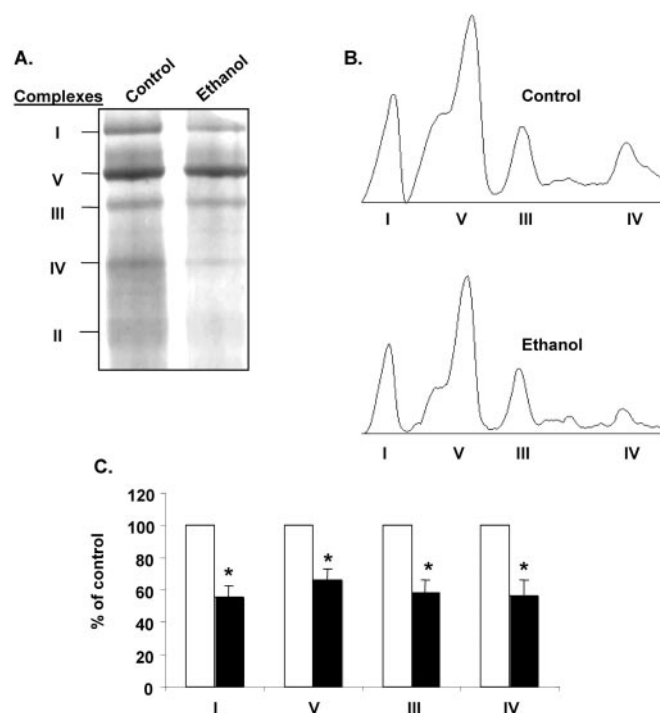 A.
Control Ethanol
Complexes
I
V
III
IV
II
B.
Control
I V III IV
Ethanol
I V III IV
C.
% of control
120
100
80
60
40
20
0
* * * *
I V III IV